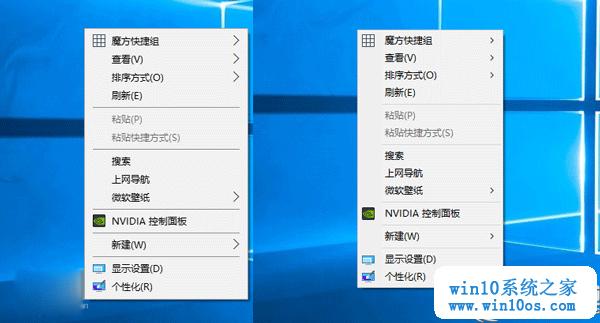 魔方快捷组
查看(V)
排序方式(O)
刷新(E)
粘贴(P)
粘贴快捷方式(S)
搜索
上网导航
微软壁纸
NVIDIA 控制面板
新建(W)
显示设置(D)
个性化(R)
魔方快捷组
查看(V)
排序方式(O)
刷新(E)
粘贴(P)
粘贴快捷方式(S)
搜索
上网导航
微软壁纸
NVIDIA 控制面板
新建(W)
显示设置(D)
个性化(R)
win10系统之家
www.win10os.com